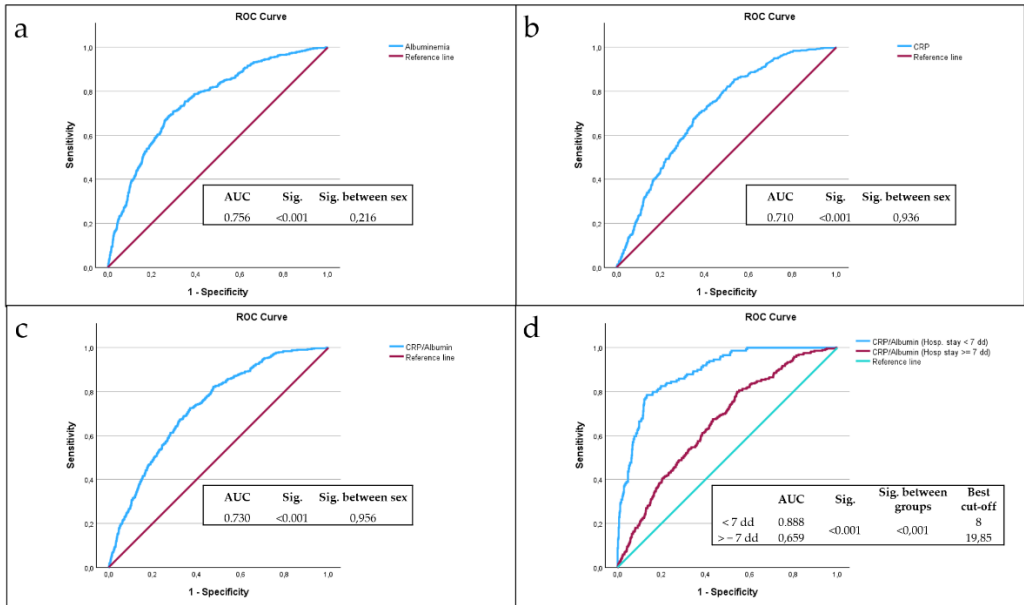 a
ROC Curve
Albuminemia
Reference line
1,0
0,8
0,6
0,4
0,2
0,0
Sensitivity
AUC Sig. Sig. between sex
0.756 <0.001 0,216
0,0 0,2 0,4 0,6 0,8 1,0
1 - Specificity
b
ROC Curve
CRP
Reference line
1,0
0,8
0,6
0,4
0,2
0,0
Sensitivity
AUC Sig. Sig. between sex
0.710 <0.001 0,936
0,0 0,2 0,4 0,6 0,8 1,0
1 - Specificity
c
ROC Curve
CRP/Albumin
Reference line
1,0
0,8
0,6
0,4
0,2
0,0
Sensitivity
AUC Sig. Sig. between sex
0.730 <0.001 0,956
0,0 0,2 0,4 0,6 0,8 1,0
1 - Specificity
d
ROC Curve
CRP/Albumin (Hosp. stay < 7 dd)
CRP/Albumin (Hosp stay >= 7 dd)
Reference line
1,0
0,8
0,6
0,4
0,2
0,0
Sensitivity
AUC Sig. Sig. between groups Best cut-off
< 7 dd 0.888 <0.001 <0,001 8
>= 7 dd 0,659 19,85
0,0 0,2 0,4 0,6 0,8 1,0
1 - Specificity